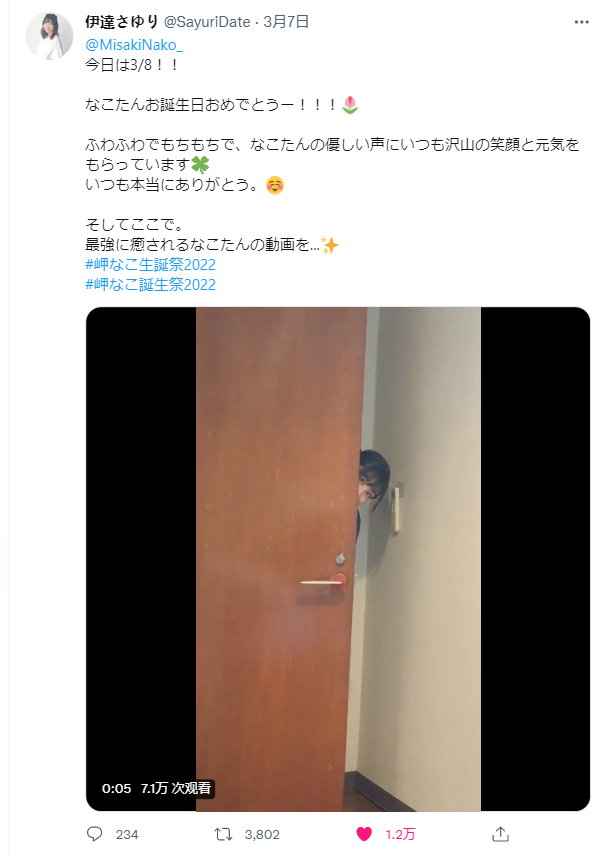 伊達さゆり @SayuriDate · 3月7日
@MisakiNako_
今日は3/8！！
なこたんお誕生日おめでとうー！！！🌷
ふわふわでもちもちで、なこたんの優しい声にいつも沢山の笑顔と元気を
もらっています🍀
いつも本当にありがとう。☺️
そしてここで。
最強に癒されるなこたんの動画を...✨
#岬なこ生誕祭2022
#岬なこ誕生祭2022
0:05 7.1万 次观看
234 3,802 1.2万